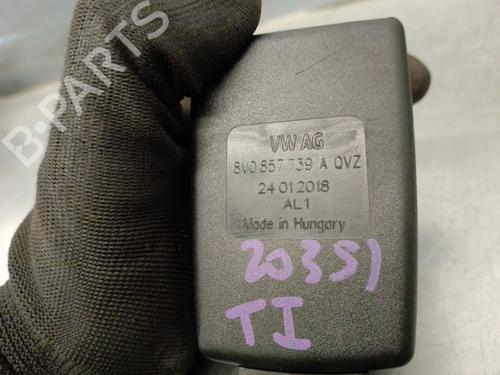 B-PARTS
VW AG
8V0 857 739 A QVZ
24 01 2018
AL1
Made in Hungary
20351
TI